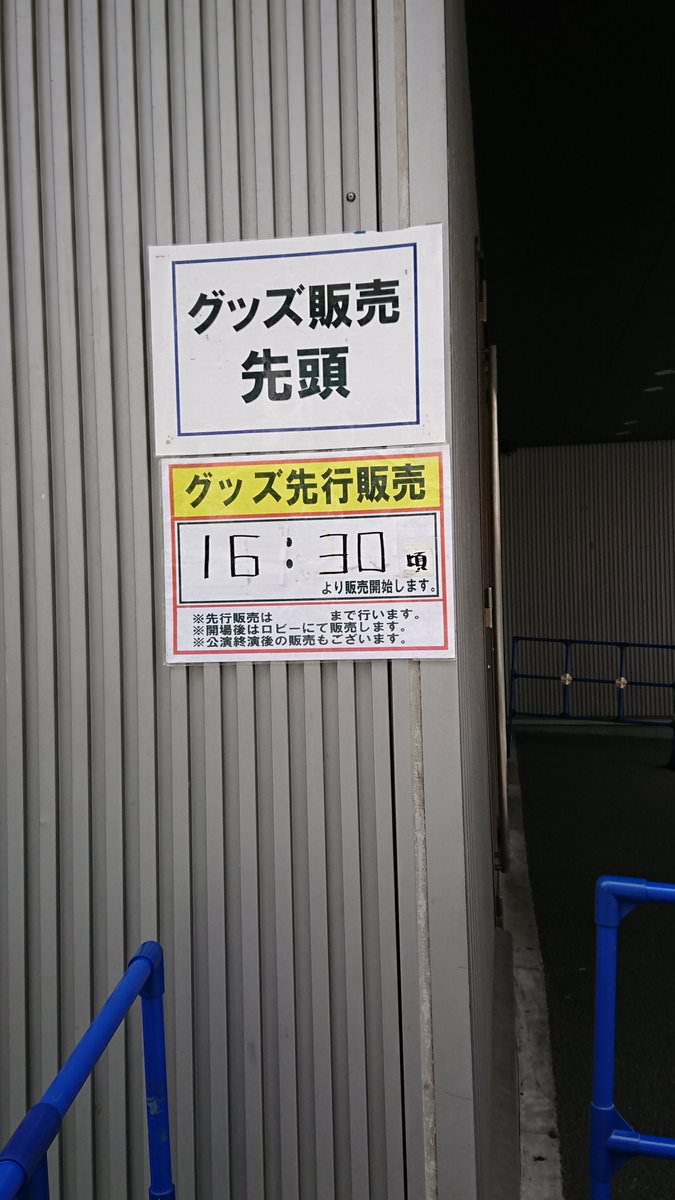 グッズ販売
先頭
グッズ先行販売
16:30頃
より販売開始します。
※先行販売は　　　　まで行います。
※開場後はロビーにて販売します。
※公演終演後の販売もございます。